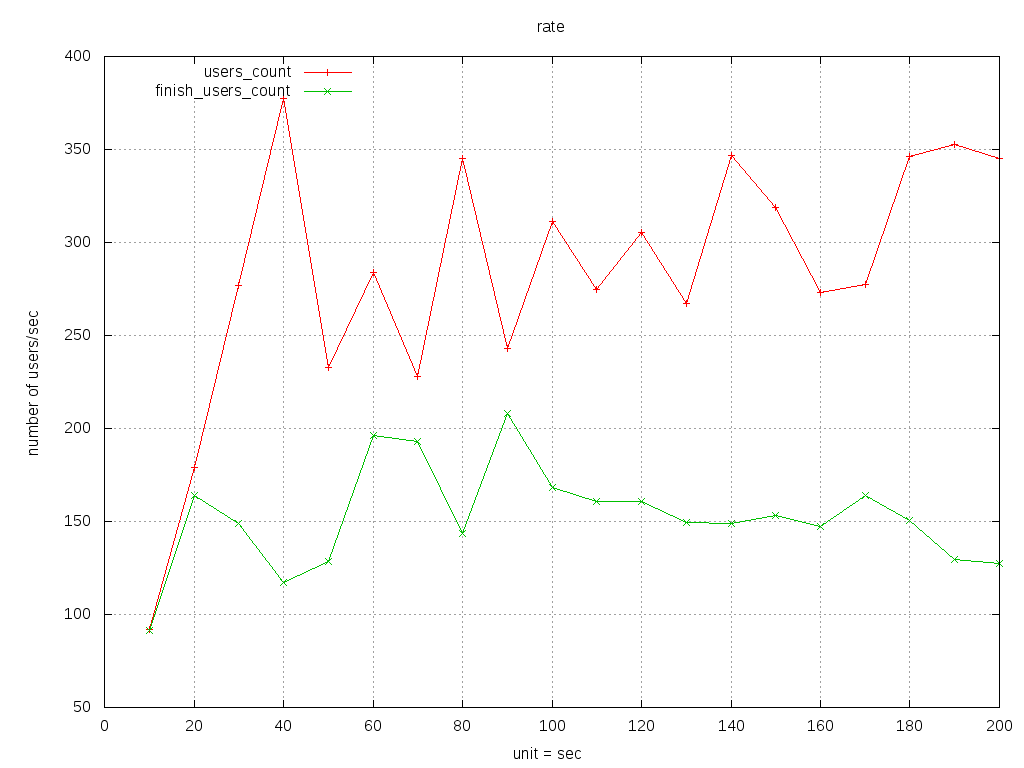 rate
users_count
finish_users_count
400
350
300
250
200
150
100
50
number of users/sec
0 20 40 60 80 100 120 140 160 180 200
unit = sec